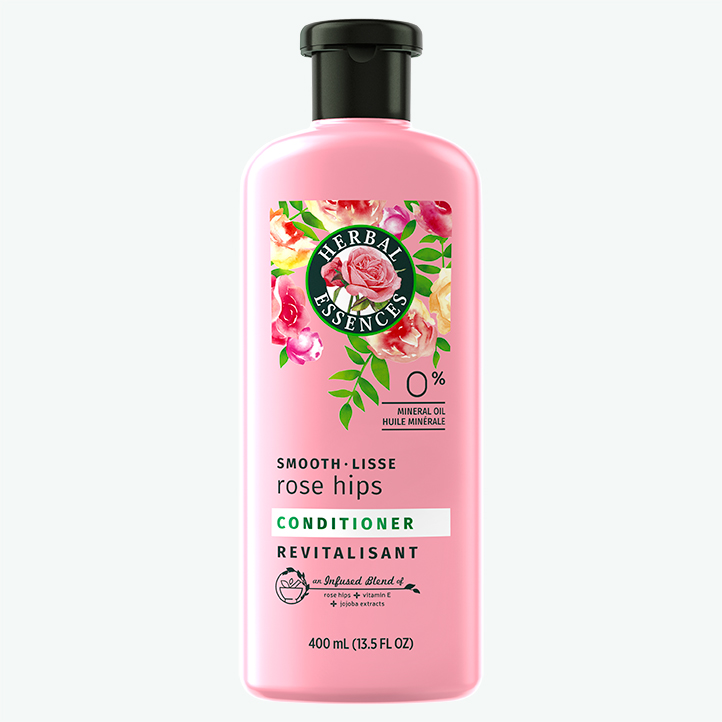 HERBAL
ESSENCES
0%
MINERAL OIL
HUILE MINÉRALE
SMOOTH · LISSE
rose hips
CONDITIONER
REVITALISANT
an Infused Blend of
rose hips + vitamin E
+ jojoba extracts
400 mL (13.5 FL OZ)